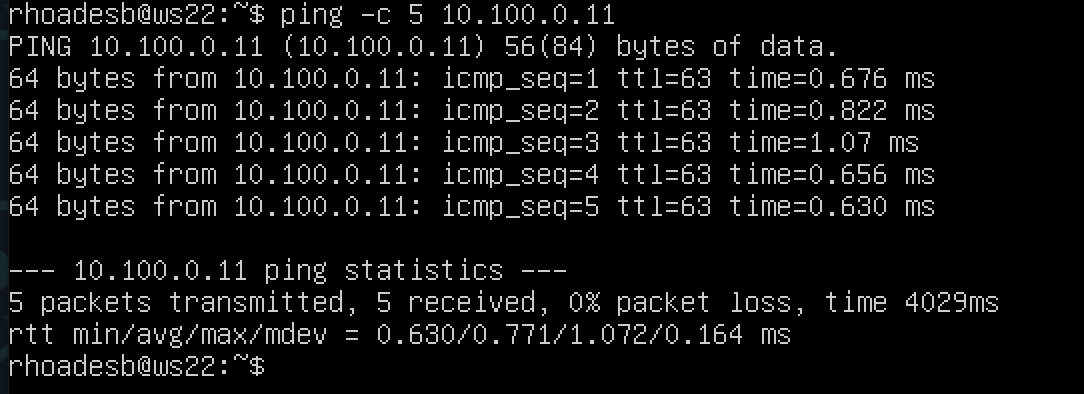 rhoadesb@ws22:~$ ping -c 5 10.100.0.11
PING 10.100.0.11 (10.100.0.11) 56(84) bytes of data.
64 bytes from 10.100.0.11: icmp_seq=1 ttl=63 time=0.676 ms
64 bytes from 10.100.0.11: icmp_seq=2 ttl=63 time=0.822 ms
64 bytes from 10.100.0.11: icmp_seq=3 ttl=63 time=1.07 ms
64 bytes from 10.100.0.11: icmp_seq=4 ttl=63 time=0.656 ms
64 bytes from 10.100.0.11: icmp_seq=5 ttl=63 time=0.630 ms

--- 10.100.0.11 ping statistics ---
5 packets transmitted, 5 received, 0% packet loss, time 4029ms
rtt min/avg/max/mdev = 0.630/0.771/1.072/0.164 ms
rhoadesb@ws22:~$